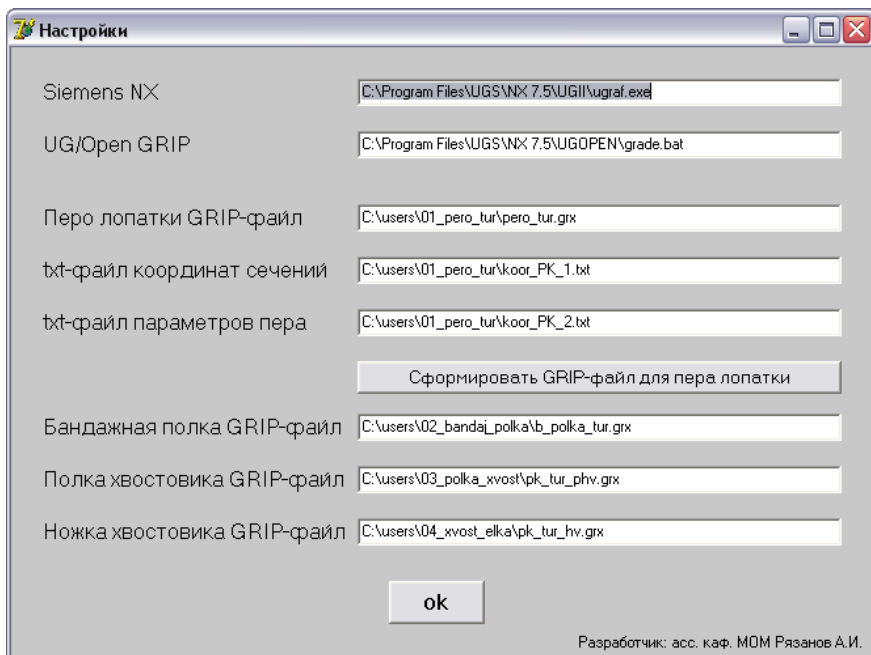 Настройки
Siemens NX C:\Program Files\UGS\NX 7.5\UGII\ugraf.exe
UG/Open GRIP C:\Program Files\UGS\NX 7.5\UGOPEN\grade.bat
Перо лопатки GRIP-файл C:\users\01_pero_tur\pero_tur.grx
txt-файл координат сечений C:\users\01_pero_tur\koor_PK_1.txt
txt-файл параметров пера C:\users\01_pero_tur\koor_PK_2.txt
Сформировать GRIP-файл для пера лопатки
Бандажная полка GRIP-файл C:\users\02_bandaj_polka\b_polka_tur.grx
Полка хвостовика GRIP-файл C:\users\03_polka_xvost\pk_tur_phv.grx
Ножка хвостовика GRIP-файл C:\users\04_xvost_elka\pk_tur_hv.grx
ok
Разработчик: асс. каф. МОМ Рязанов А.И.